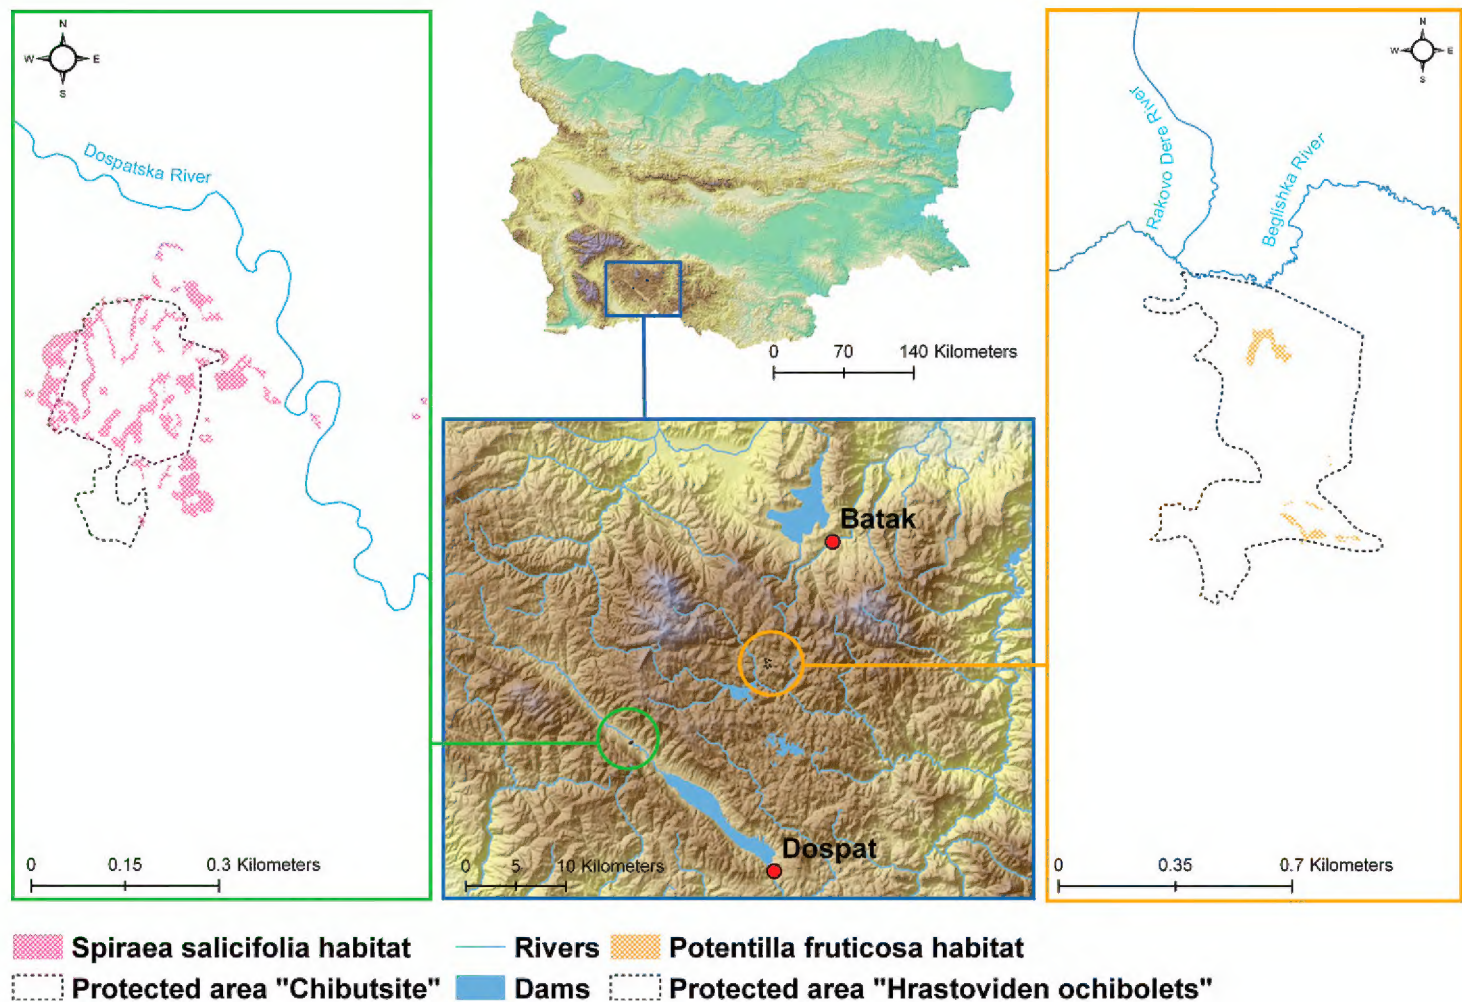 N
W E
S
Dospatska River
0 0.15 0.3 Kilometers
0 70 140 Kilometers
Batak
Dospat
0 5 10 Kilometers
N
W E
S
Rakovo Dere River
Beglishka River
0 0.35 0.7 Kilometers
Spiraea salicifolia habitat
Rivers
Potentilla fruticosa habitat
Protected area "Chibutsite"
Dams
Protected area "Hrastoviden ochibolets"